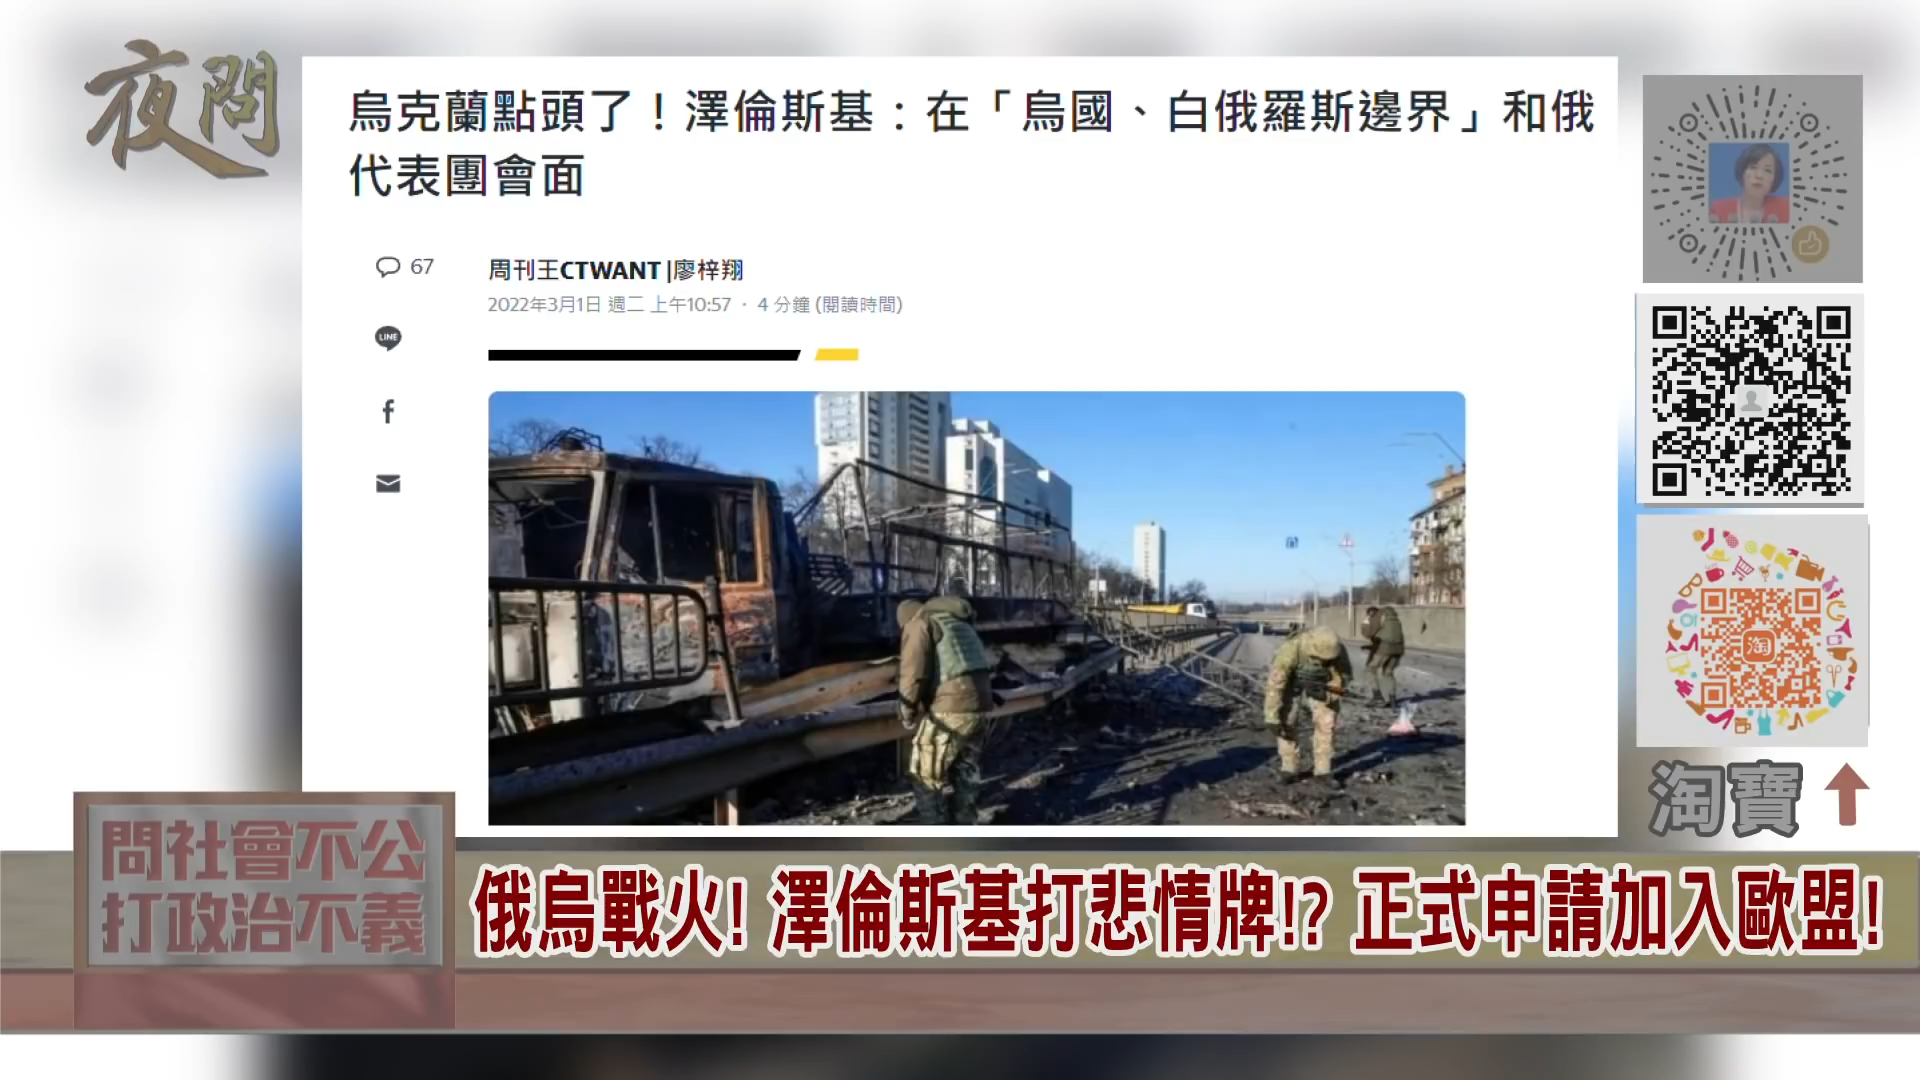 夜問
烏克蘭點頭了！澤倫斯基：在「烏國、白俄羅斯邊界」和俄
代表團會面
67
周刊王CTWANT |廖梓翔
2022年3月1日 週二 上午10:57 · 4 分鐘 (閱讀時間)
LINE
淘
淘寶
問社會不公
打政治不義
俄烏戰火! 澤倫斯基打悲情牌!? 正式申請加入歐盟!